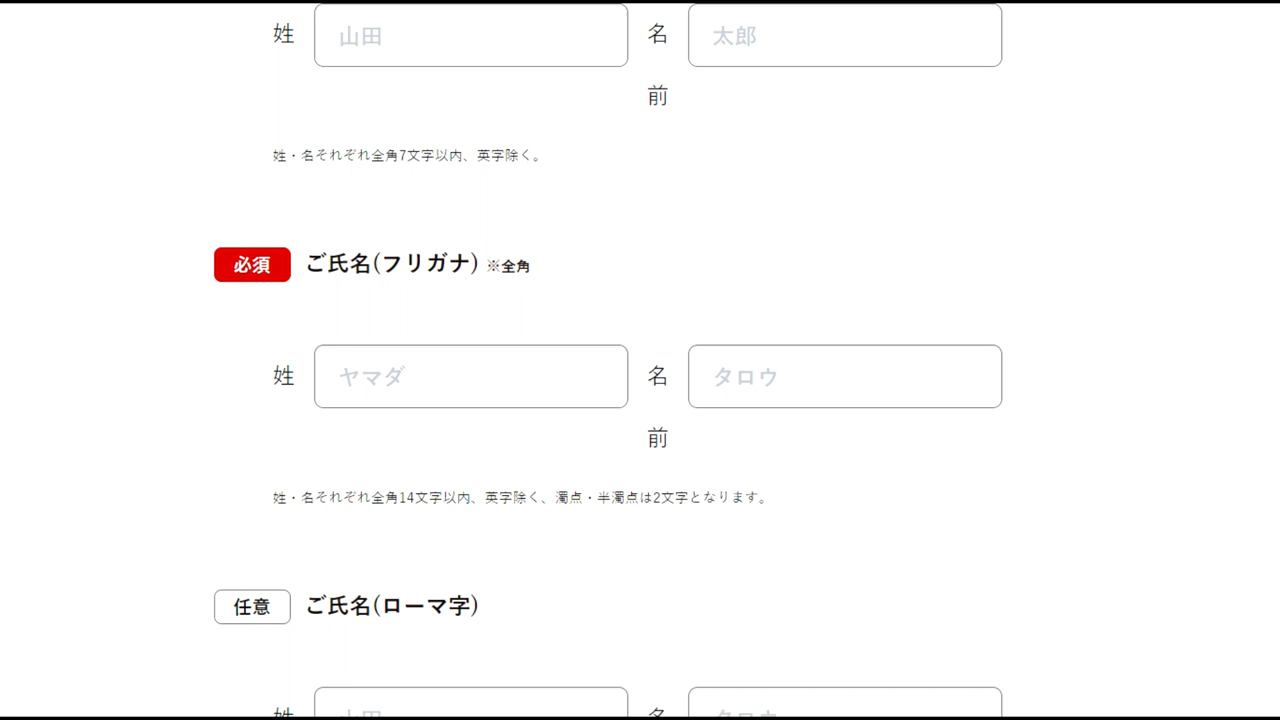 姓 山田 名 太郎
前
姓・名それぞれ全角7文字以内、英字除く。
必須 ご氏名(フリガナ) ※全角
姓 ヤマダ 名 タロウ
前
姓・名それぞれ全角14文字以内、英字除く、濁点・半濁点は2文字となります。
任意 ご氏名(ローマ字)